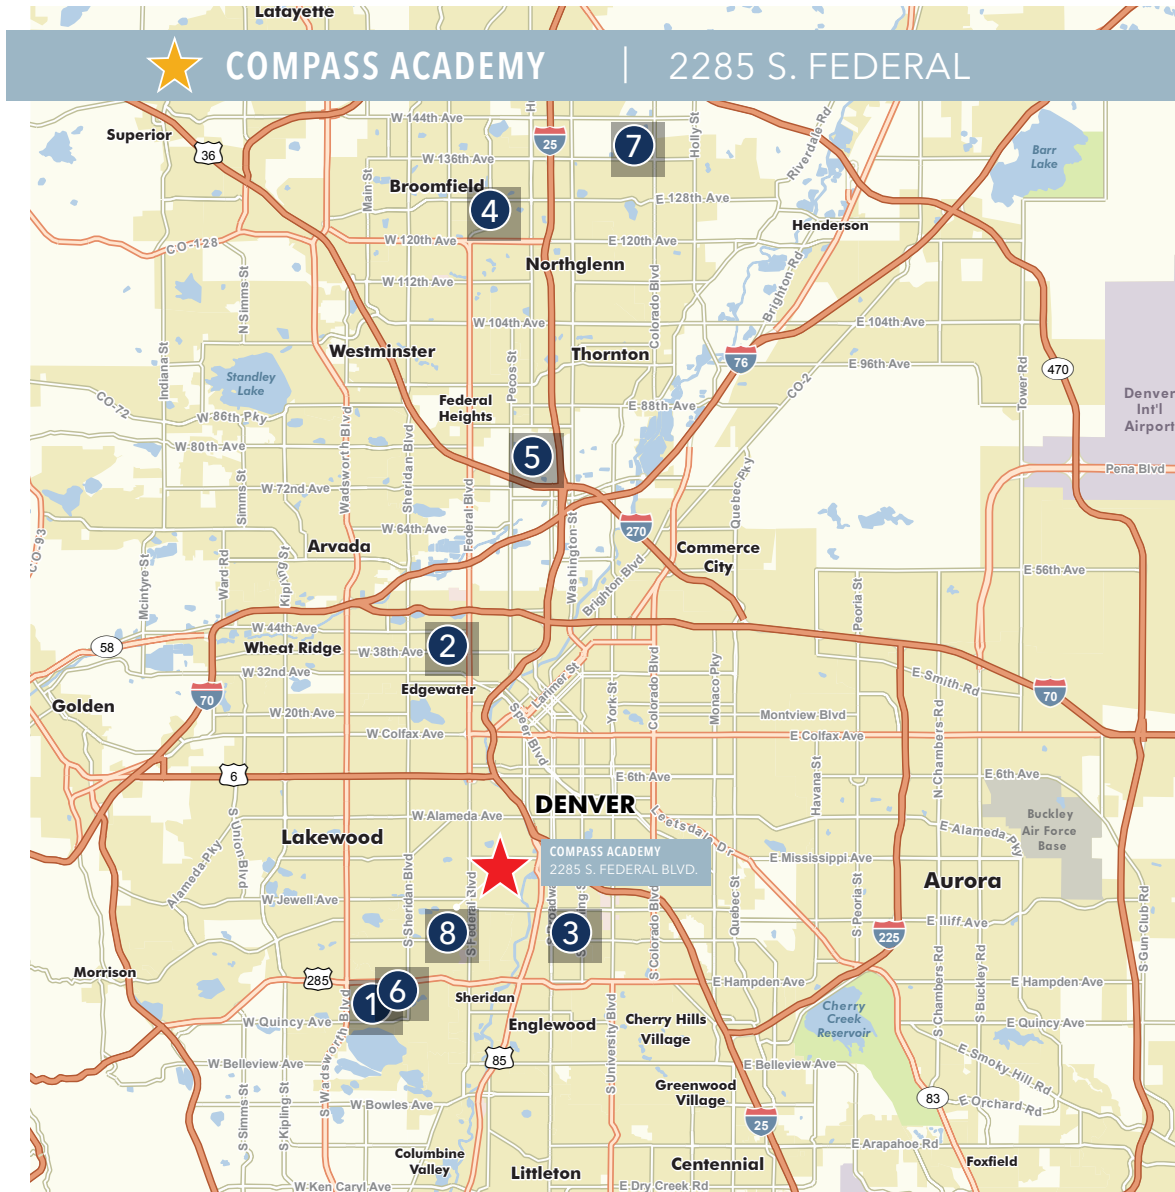 Lafayette
COMPASS ACADEMY | 2285 S. FEDERAL
W 144th Ave
Superior
36
25
7
Holly St
Riverdale Rd
Barr
Lake
W 136th Ave
Main St
Broomfield
4
E 128th Ave
Henderson
CO 128
W 120th Ave
E 120th Ave
Northglenn
N Simms St
W 112th Ave
Colorado Blvd
Brighton Rd
W 104th Ave
E 104th Ave
Indiana St
Westminster
Pecos St
Thornton
76
E 96th Ave
470
Tower Rd
Standley
Lake
CO-2
Denver
Int'l
Airport
CO-72
W 86th Pky
Federal
Heights
E 88th Ave
W 80th Ave
Wadsworth Blvd
Sheridan Blvd
5
Pena Blvd
Simms St
W 72nd Ave
Federal Blvd
Quebec Pky
W 64th Ave
Washington St
270
CO-93
Arvada
Commerce
City
Mcintyre St
Ward Rd
Kipling St
Brighton Blvd
E 56th Ave
Peoria St
W 44th Ave
58
Wheat Ridge
W 38th Ave
2
W 32nd Ave
Edgewater
Larimer St
Colorado Blvd
Monaco Pky
E Smith Rd
70
70
Golden
W 20th Ave
Speer Blvd
York St
Montview Blvd
N Chambers Rd
W Colfax Ave
E Colfax Ave
6
E 6th Ave
Havana St
E 6th Ave
DENVER
S Union Blvd
W Alameda Ave
Leetsdale Dr
E Alameda Pky
Buckley
Air Force
Base
Lakewood
COMPASS ACADEMY
2285 S. FEDERAL BLVD.
E Mississippi Ave
Alameda Pky
Aurora
W Jewell Ave
S Sheridan Blvd
S Federal Blvd
S Colorado Blvd
Quebec St
S Peoria St
E Iliff Ave
8
3
225
S Gun Club Rd
Morrison
285
1
6
Sheridan
E Hampden Ave
S Chambers Rd
S Buckley Rd
E Hampden Ave
W Quincy Ave
S Wadsworth Blvd
Englewood
S University Blvd
Cherry Hills
Village
Cherry
Creek
Reservoir
E Quincy Ave
85
W Belleview Ave
E Belleview Ave
E Smoky Hill Rd
S Simms St
S Kipling St
W Bowles Ave
Greenwood
Village
83
E Orchard Rd
25
E Arapahoe Rd
Columbine
Valley
Littleton
Centennial
Foxfield
W Ken Caryl Ave
E Dry Creek Rd